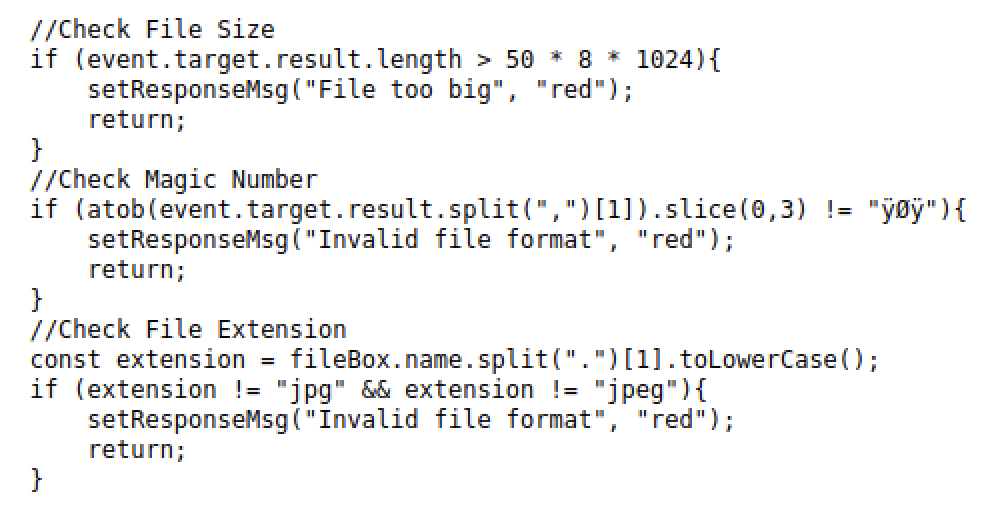 //Check File Size
if (event.target.result.length > 50 * 8 * 1024){
    setResponseMsg("File too big", "red");
    return;
}
//Check Magic Number
if (atob(event.target.result.split(",")[1]).slice(0,3) != "ÿØÿ"){
    setResponseMsg("Invalid file format", "red");
    return;
}
//Check File Extension
const extension = fileBox.name.split(".")[1].toLowerCase();
if (extension != "jpg" && extension != "jpeg"){
    setResponseMsg("Invalid file format", "red");
    return;
}